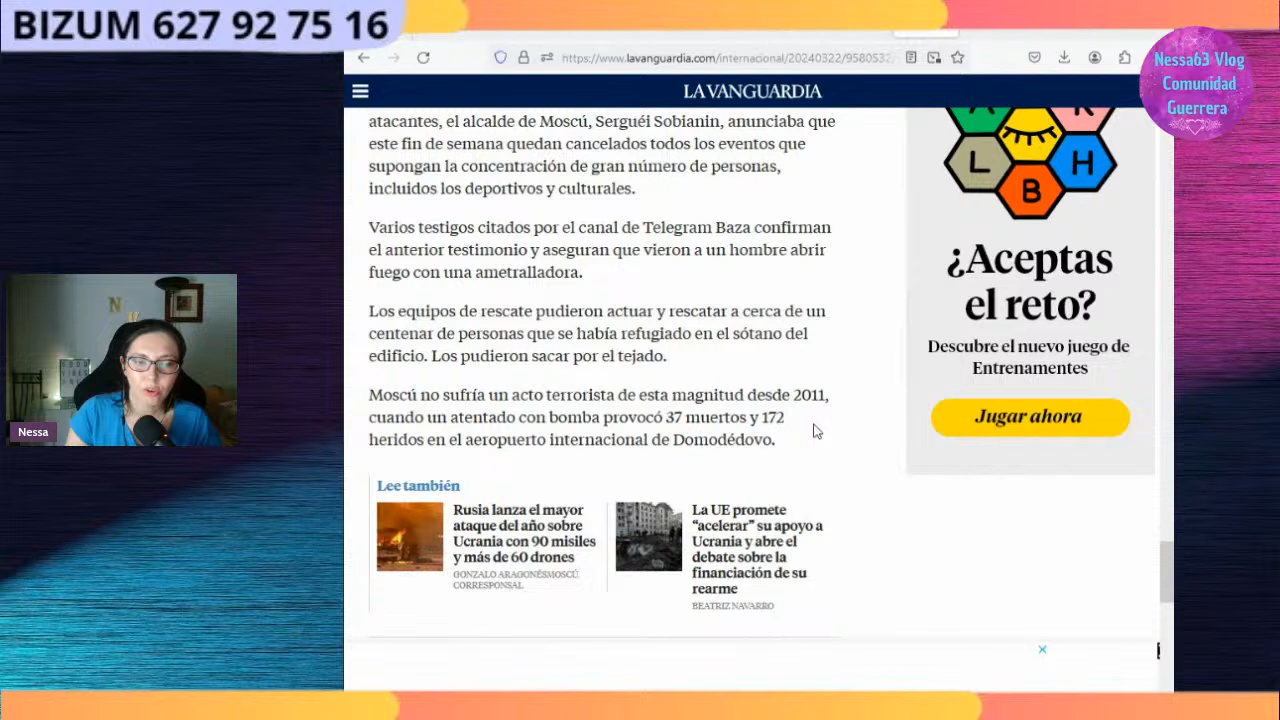 BIZUM 627 92 75 16
Nessa63 Vlog
Comunidad
Guerrera
https://www.lavanguardia.com/internacional/20240322/9580532
LA VANGUARDIA
atacantes, el alcalde de Moscú, Serguéi Sobianin, anunciaba que
este fin de semana quedan cancelados todos los eventos que
supongan la concentración de gran número de personas,
incluidos los deportivos y culturales.
Varios testigos citados por el canal de Telegram Baza confirman
el anterior testimonio y aseguran que vieron a un hombre abrir
fuego con una ametralladora.
Los equipos de rescate pudieron actuar y rescatar a cerca de un
centenar de personas que se había refugiado en el sótano del
edificio. Los pudieron sacar por el tejado.
Moscú no sufría un acto terrorista de esta magnitud desde 2011,
cuando un atentado con bomba provocó 37 muertos y 172
heridos en el aeropuerto internacional de Domodédovo.
Lee también
Rusia lanza el mayor
ataque del año sobre
Ucrania con 90 misiles
y más de 60 drones
GONZALO ARAGONÉSMOSCÚ.
CORRESPONSAL
La UE promete
“acelerar” su apoyo a
Ucrania y abre el
debate sobre la
financiación de su
rearme
BEATRIZ NAVARRO
L
H
B
¿Aceptas
el reto?
Descubre el nuevo juego de
Entrenamientos
Jugar ahora
Nessa